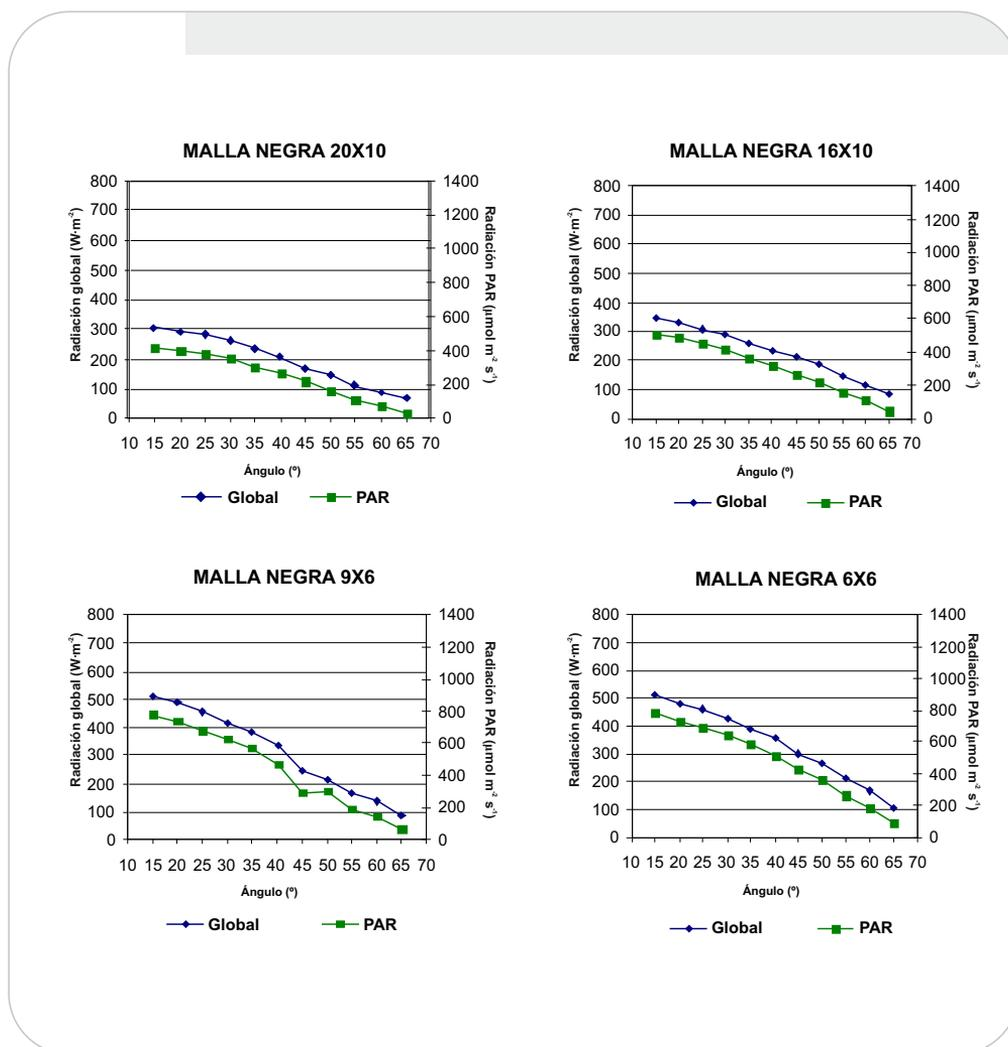 MALLA NEGRA 20X10
800
700
600
500
400
300
200
100
0
Radiación global (W·m-2)
1400
1200
1000
800
600
400
200
0
Radiación PAR (µmol m-2 s-1)
10 15 20 25 30 35 40 45 50 55 60 65 70
Ángulo (º)
Global PAR
MALLA NEGRA 16X10
800
700
600
500
400
300
200
100
0
Radiación global (W·m-2)
1400
1200
1000
800
600
400
200
0
Radiación PAR (µmol m-2 s-1)
10 15 20 25 30 35 40 45 50 55 60 65 70
Ángulo (º)
Global PAR
MALLA NEGRA 9X6
800
700
600
500
400
300
200
100
0
Radiación global (W·m-2)
1400
1200
1000
800
600
400
200
0
Radiación PAR (µmol m-2 s-1)
10 15 20 25 30 35 40 45 50 55 60 65 70
Ángulo (º)
Global PAR
MALLA NEGRA 6X6
800
700
600
500
400
300
200
100
0
Radiación global (W·m-2)
1400
1200
1000
800
600
400
200
0
Radiación PAR (µmol m-2 s-1)
10 15 20 25 30 35 40 45 50 55 60 65 70
Ángulo (º)
Global PAR